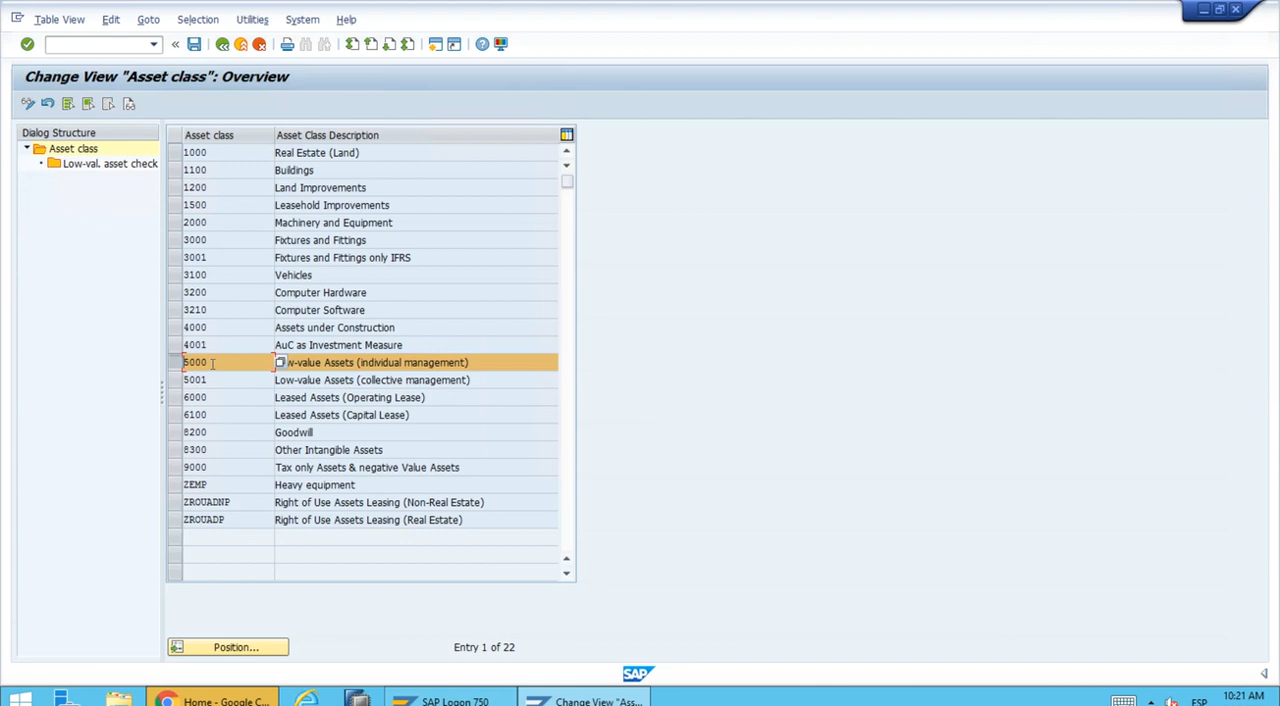 Table View Edit Goto Selection Utilities System Help
Change View "Asset class": Overview
Dialog Structure
Asset class
Low-val. asset check
Asset class Asset Class Description
1000 Real Estate (Land)
1100 Buildings
1200 Land Improvements
1500 Leasehold Improvements
2000 Machinery and Equipment
3000 Fixtures and Fittings
3001 Fixtures and Fittings only IFRS
3100 Vehicles
3200 Computer Hardware
3210 Computer Software
4000 Assets under Construction
4001 AuC as Investment Measure
5000 w-value Assets (individual management)
5001 Low-value Assets (collective management)
6000 Leased Assets (Operating Lease)
6100 Leased Assets (Capital Lease)
8200 Goodwill
8300 Other Intangible Assets
9000 Tax only Assets & negative Value Assets
ZEMP Heavy equipment
ZROUADNP Right of Use Assets Leasing (Non-Real Estate)
ZROUADP Right of Use Assets Leasing (Real Estate)
Position... Entry 1 of 22
SAP
Home - Google C... SAP Logon 750 Change View "Ass... ESP 10:21 AM